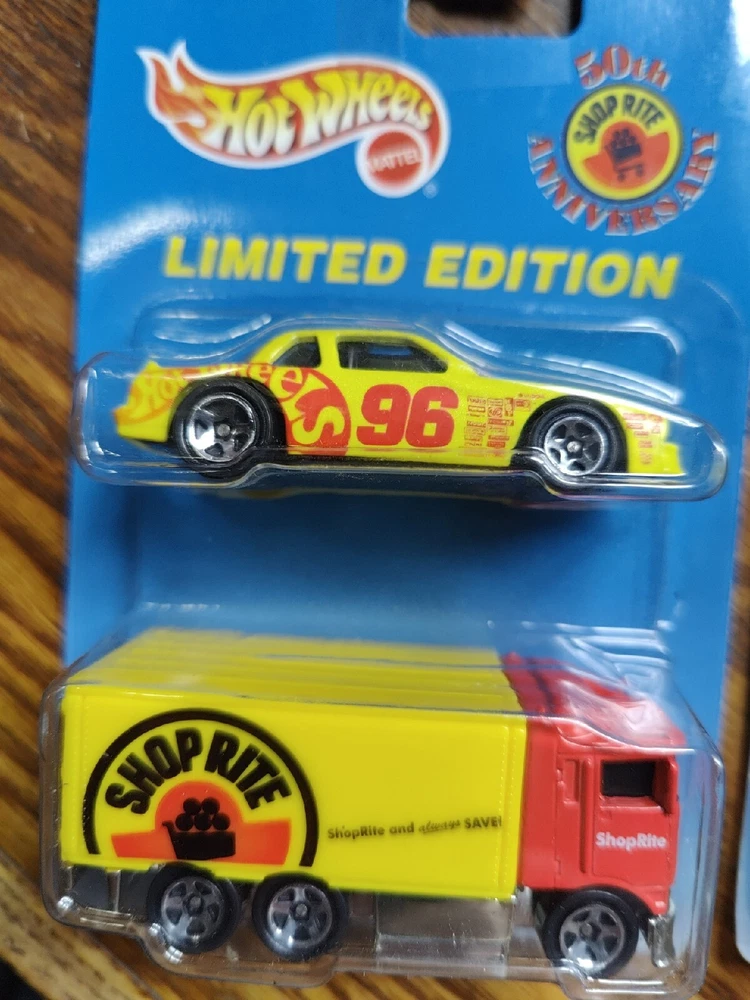 HOT WHEELS
MATTEL
50th
SHOP RITE
ANNIVERSARY
LIMITED EDITION
Hot Wheels
96
SHOP RITE
ShopRite and always SAVE!
ShopRite